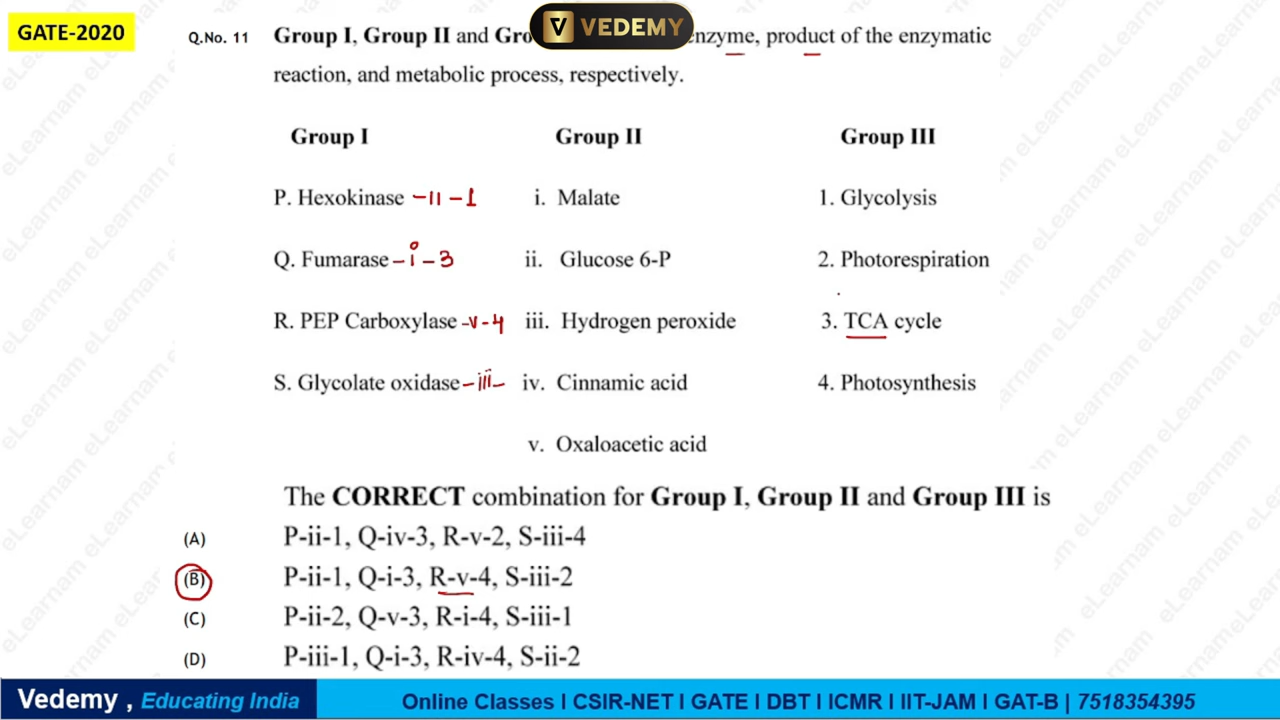 GATE-2020
VEDEMY
Q.No. 11 Group I, Group II and Gro enzyme, product of the enzymatic
reaction, and metabolic process, respectively.
Group I Group II Group III
P. Hexokinase -ii -1 i. Malate 1. Glycolysis
Q. Fumarase -i -3 ii. Glucose 6-P 2. Photorespiration
R. PEP Carboxylase -v-4 iii. Hydrogen peroxide 3. TCA cycle
S. Glycolate oxidase -iii- iv. Cinnamic acid 4. Photosynthesis
v. Oxaloacetic acid
The CORRECT combination for Group I, Group II and Group III is
(A) P-ii-1, Q-iv-3, R-v-2, S-iii-4
(B) P-ii-1, Q-i-3, R-v-4, S-iii-2
(C) P-ii-2, Q-v-3, R-i-4, S-iii-1
(D) P-iii-1, Q-i-3, R-iv-4, S-ii-2
Vedemy , Educating India Online Classes I CSIR-NET I GATE I DBT I ICMR I IIT-JAM I GAT-B | 7518354395
eLearnam